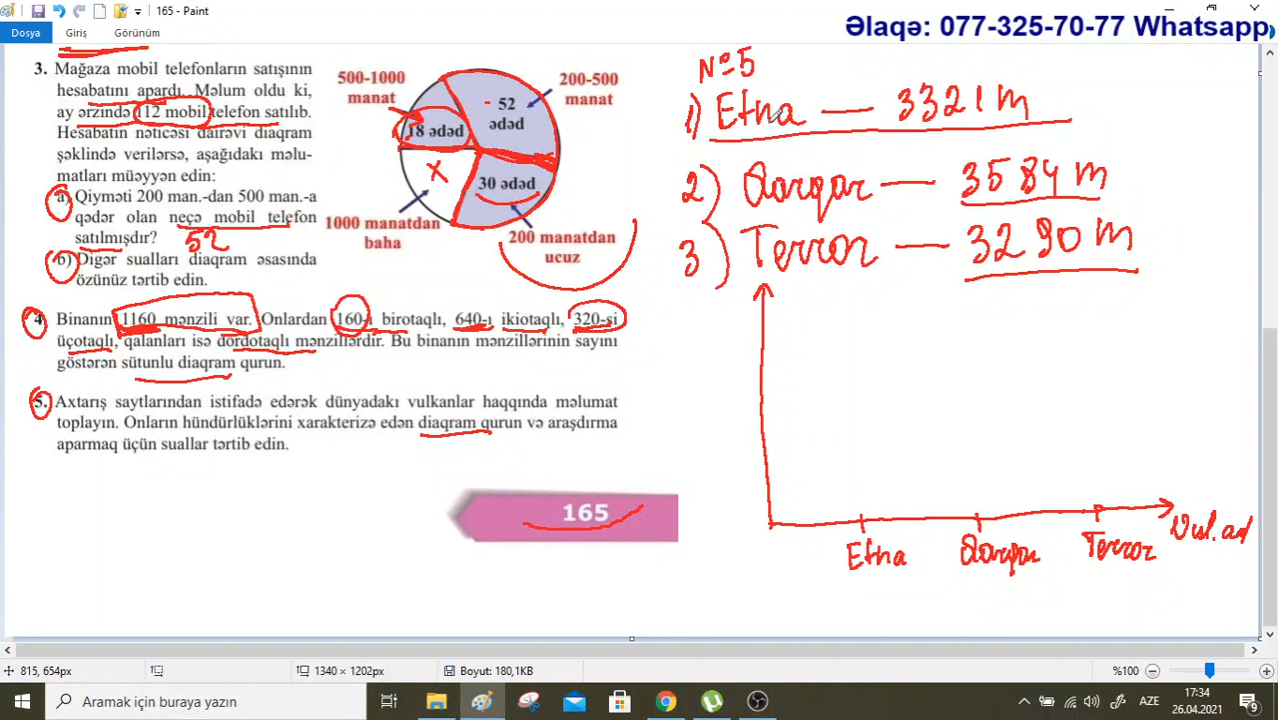 165 - Paint
Əlaqə: 077-325-70-77 Whatsapp
Dosya Giriş Görünüm
3. Mağaza mobil telefonların satışının
hesabatını apardı. Məlum oldu ki,
ay ərzində 112 mobil telefon satılıb.
Hesabatın nəticəsi dairəvi diaqram
şəklində verilərsə, aşağıdakı məlu-
matları müəyyən edin:
a) Qiyməti 200 man.-dan 500 man.-a
qədər olan neçə mobil telefon
satılmışdır? 52
b) Digər sualları diaqram əsasında
özünüz tərtib edin.
500-1000
manat
200-500
manat
52
ədəd
18 ədəd
X
30 ədəd
1000 manatdan
baha
200 manatdan
ucuz
4. Binanın 1160 mənzili var. Onlardan 160-ı birotaqlı, 640-ı ikiotaqlı, 320-si
üçotaqlı, qalanları isə dördotaqlı mənzillərdir. Bu binanın mənzillərinin sayını
göstərən sütunlu diaqram qurun.
5. Axtarış saytlarından istifadə edərək dünyadakı vulkanlar haqqında məlumat
toplayın. Onların hündürlüklərini xarakterizə edən diaqram qurun və araşdırma
aparmaq üçün suallar tərtib edin.
165
№5
1) Etna — 3321 m
2) Qarqar — 3584 m
3) Terror — 3290 m
Etna Qarqar Terror Vul. ad
815, 654px 1340 × 1202px Boyut: 180,1KB %100
Aramak için buraya yazın
AZE
17:34
26.04.2021
9